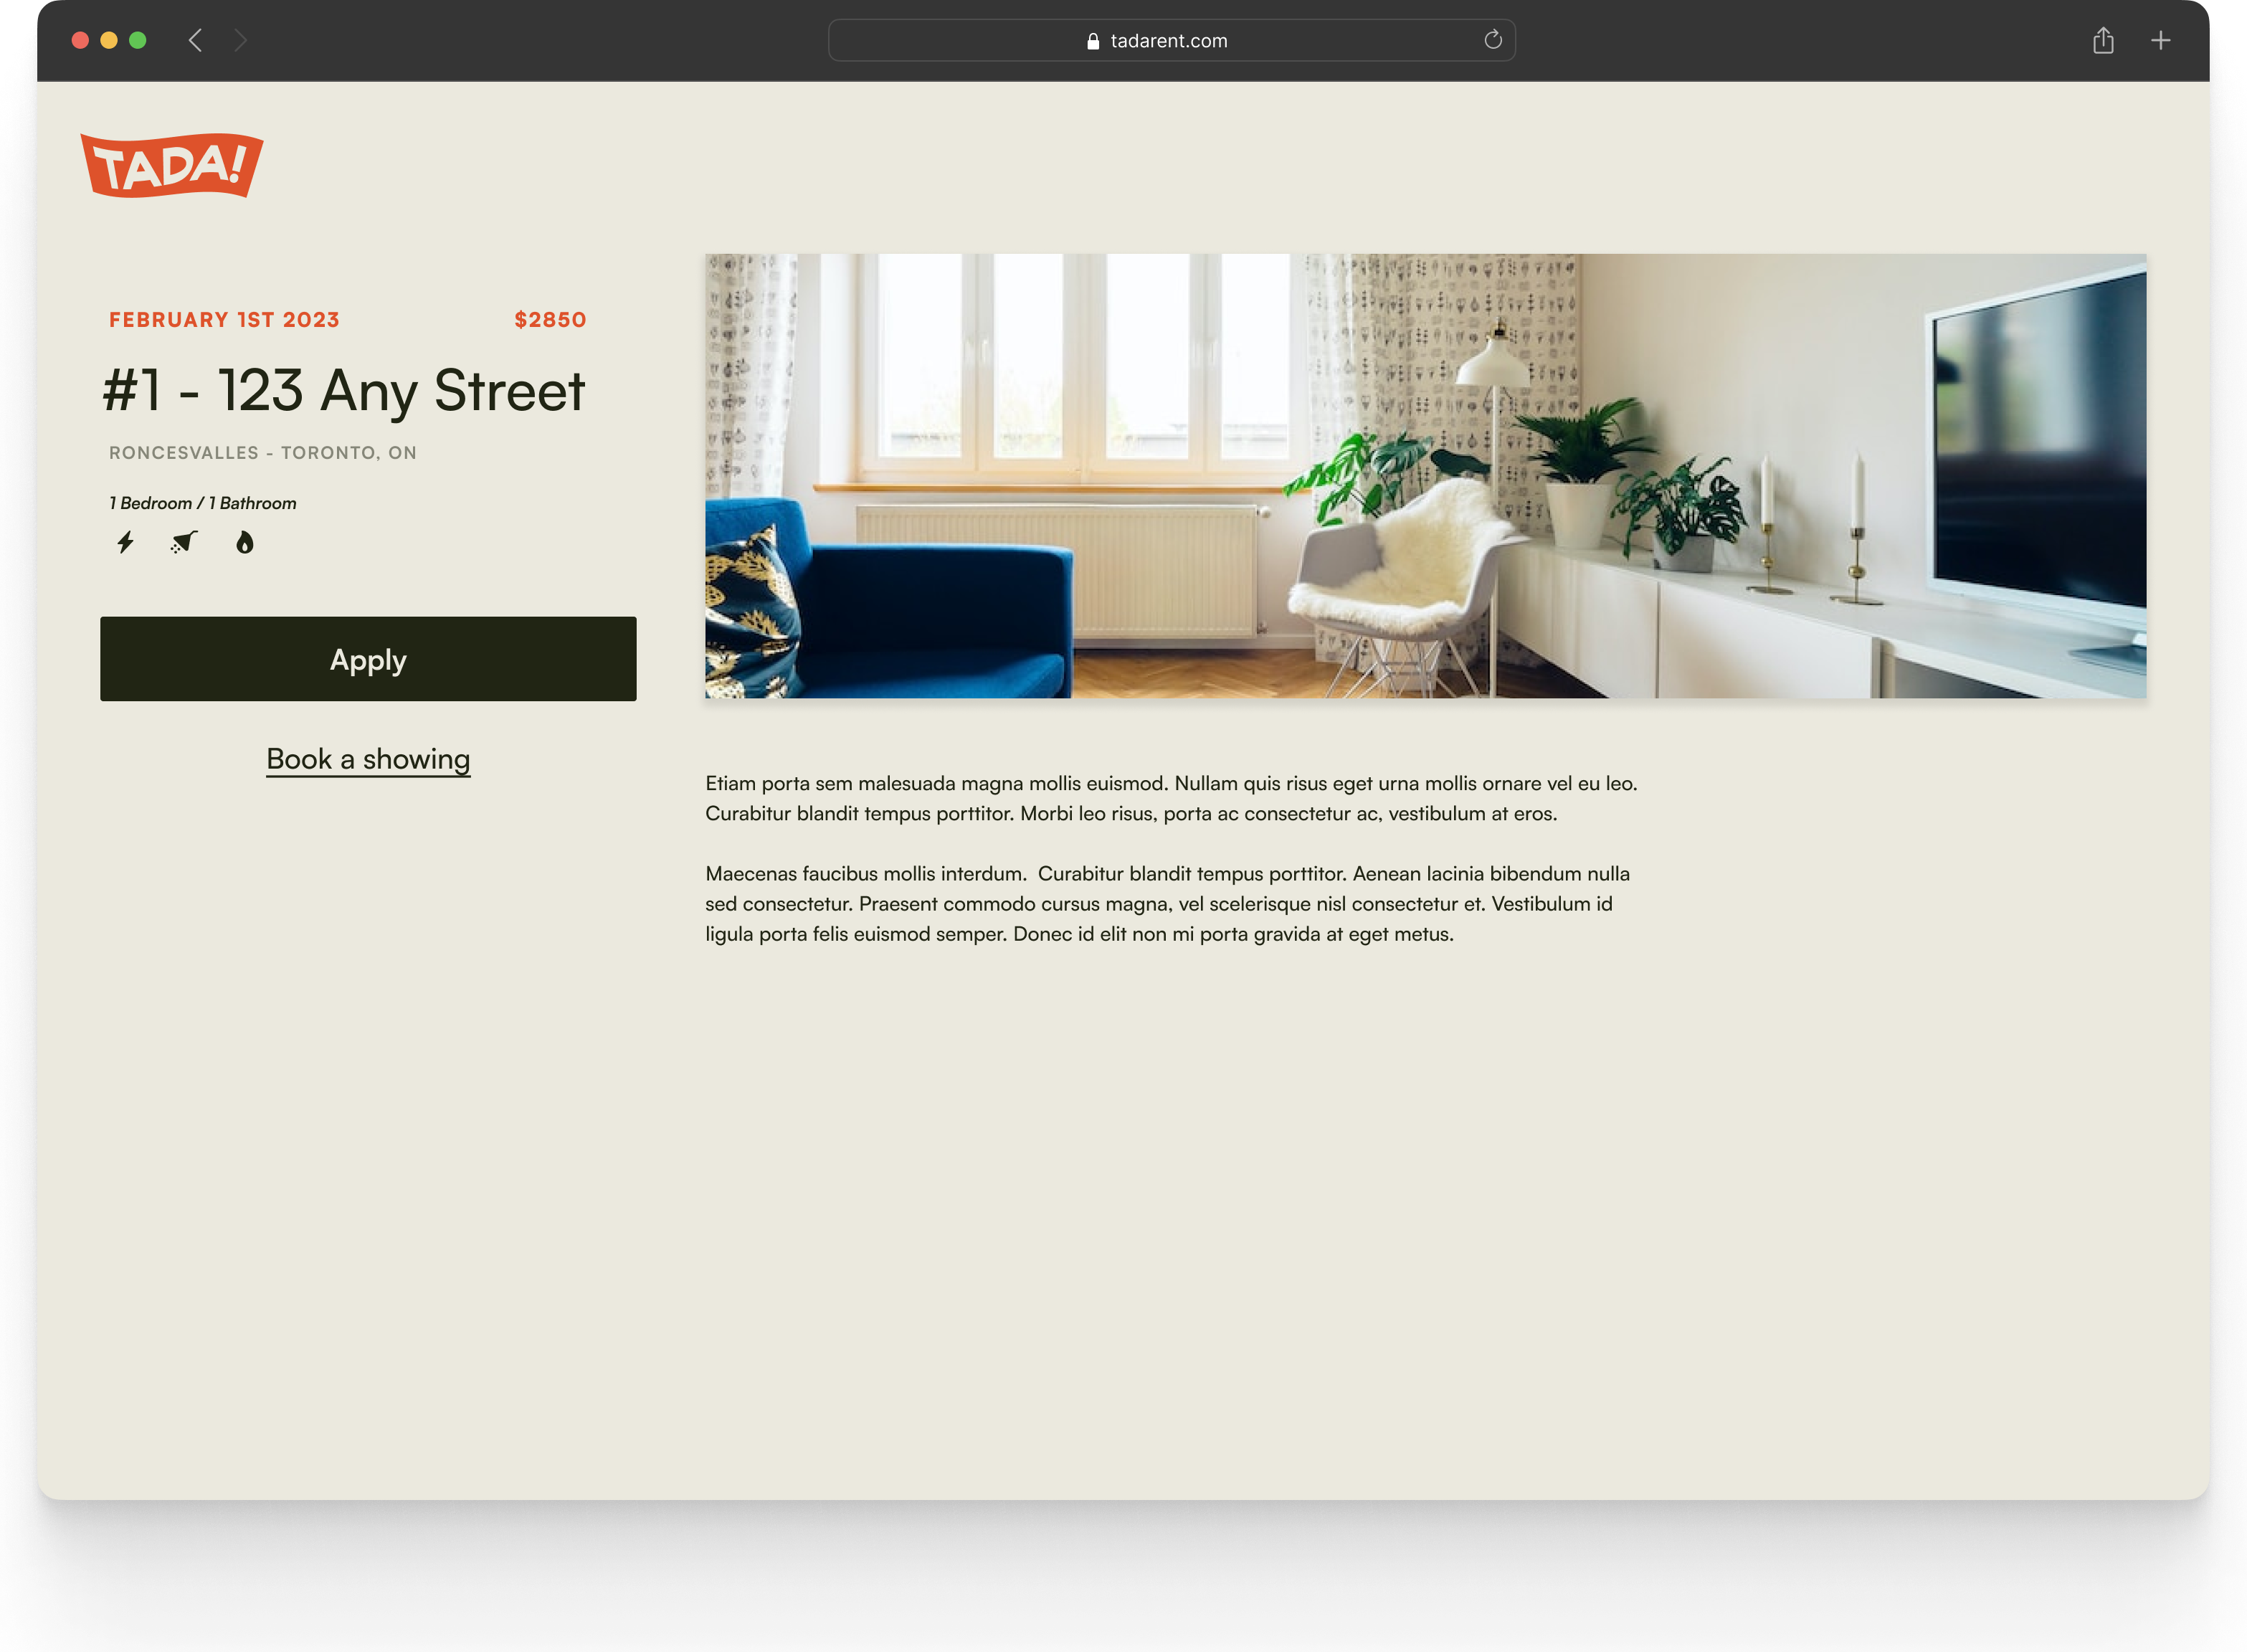 tadarent.com
TADA!
FEBRUARY 1ST 2023 $2850
#1 - 123 Any Street
RONCESVALLES - TORONTO, ON
1 Bedroom / 1 Bathroom
Apply
Book a showing
Etiam porta sem malesuada magna mollis euismod. Nullam quis risus eget urna mollis ornare vel eu leo.
Curabitur blandit tempus porttitor. Morbi leo risus, porta ac consectetur ac, vestibulum at eros.
Maecenas faucibus mollis interdum.  Curabitur blandit tempus porttitor. Aenean lacinia bibendum nulla
sed consectetur. Praesent commodo cursus magna, vel scelerisque nisl consectetur et. Vestibulum id
ligula porta felis euismod semper. Donec id elit non mi porta gravida at eget metus.